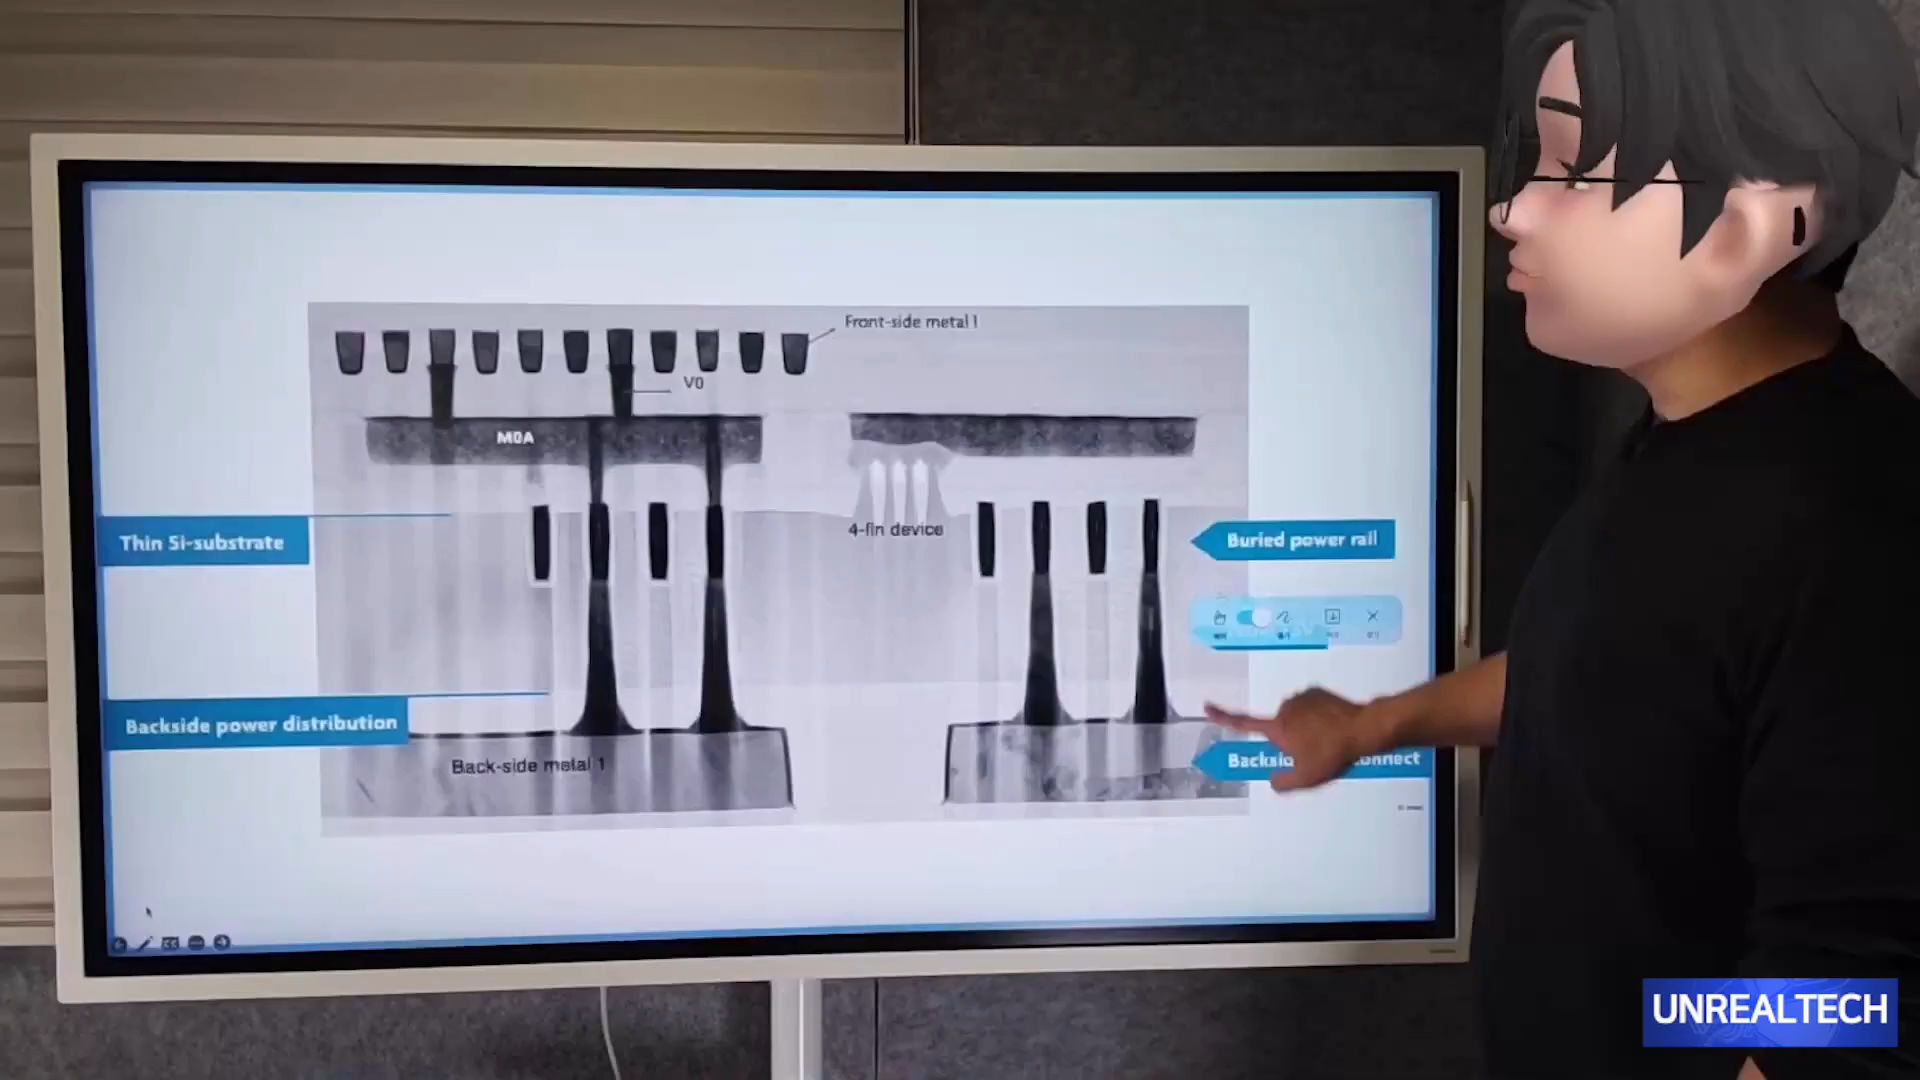 Front-side metal 1
V0
M0A
Thin Si-substrate
4-fin device
Buried power rail
Backside power distribution
Back-side metal 1
UNREALTECH